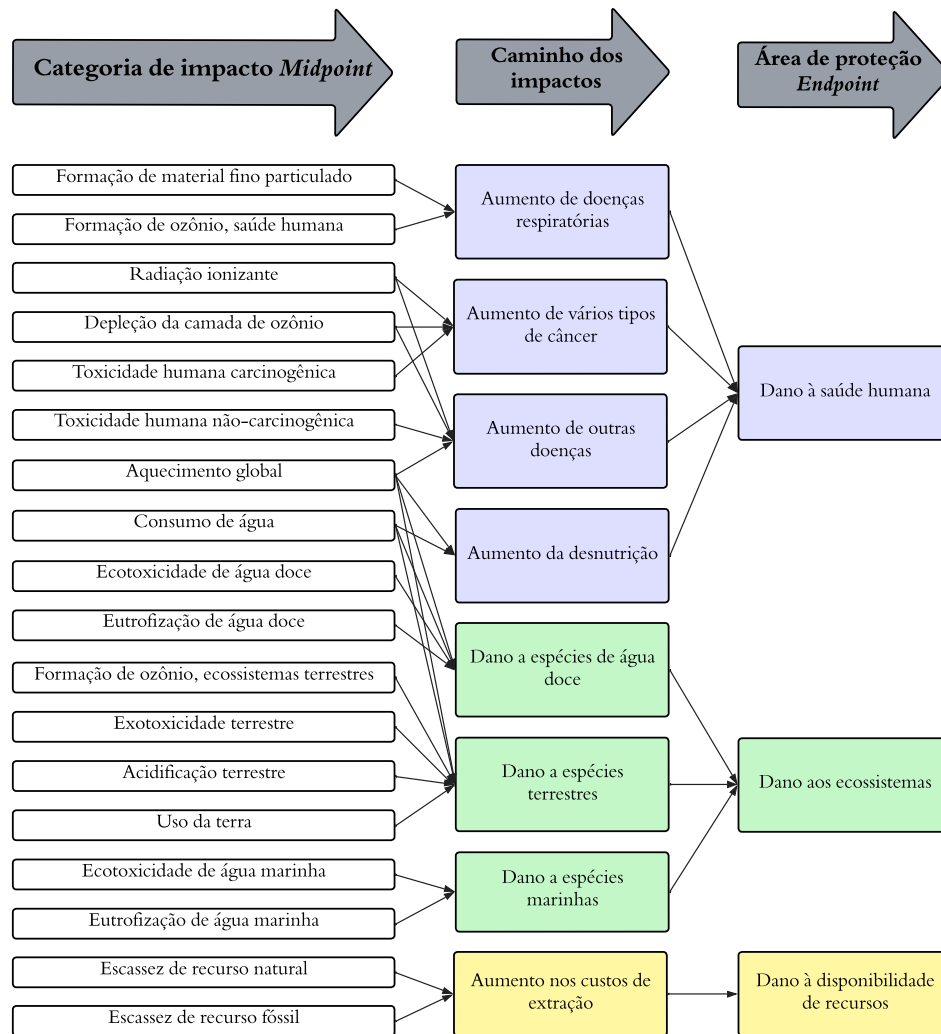 Categoria de impacto Midpoint
Caminho dos
impactos
Área de proteção
Endpoint
Formação de material fino particulado
Formação de ozônio, saúde humana
Radiação ionizante
Depleção da camada de ozônio
Toxicidade humana carcinogênica
Toxicidade humana não-carcinogênica
Aquecimento global
Consumo de água
Ecotoxicidade de água doce
Eutrofização de água doce
Formação de ozônio, ecossistemas terrestres
Exotoxicidade terrestre
Acidificação terrestre
Uso da terra
Ecotoxicidade de água marinha
Eutrofização de água marinha
Escassez de recurso natural
Escassez de recurso fóssil
Aumento de doenças
respiratórias
Aumento de vários tipos
de câncer
Aumento de outras
doenças
Aumento da desnutrição
Dano a espécies de água
doce
Dano a espécies
terrestres
Dano a espécies
marinhas
Aumento nos custos de
extração
Dano à saúde humana
Dano aos ecossistemas
Dano à disponibilidade
de recursos